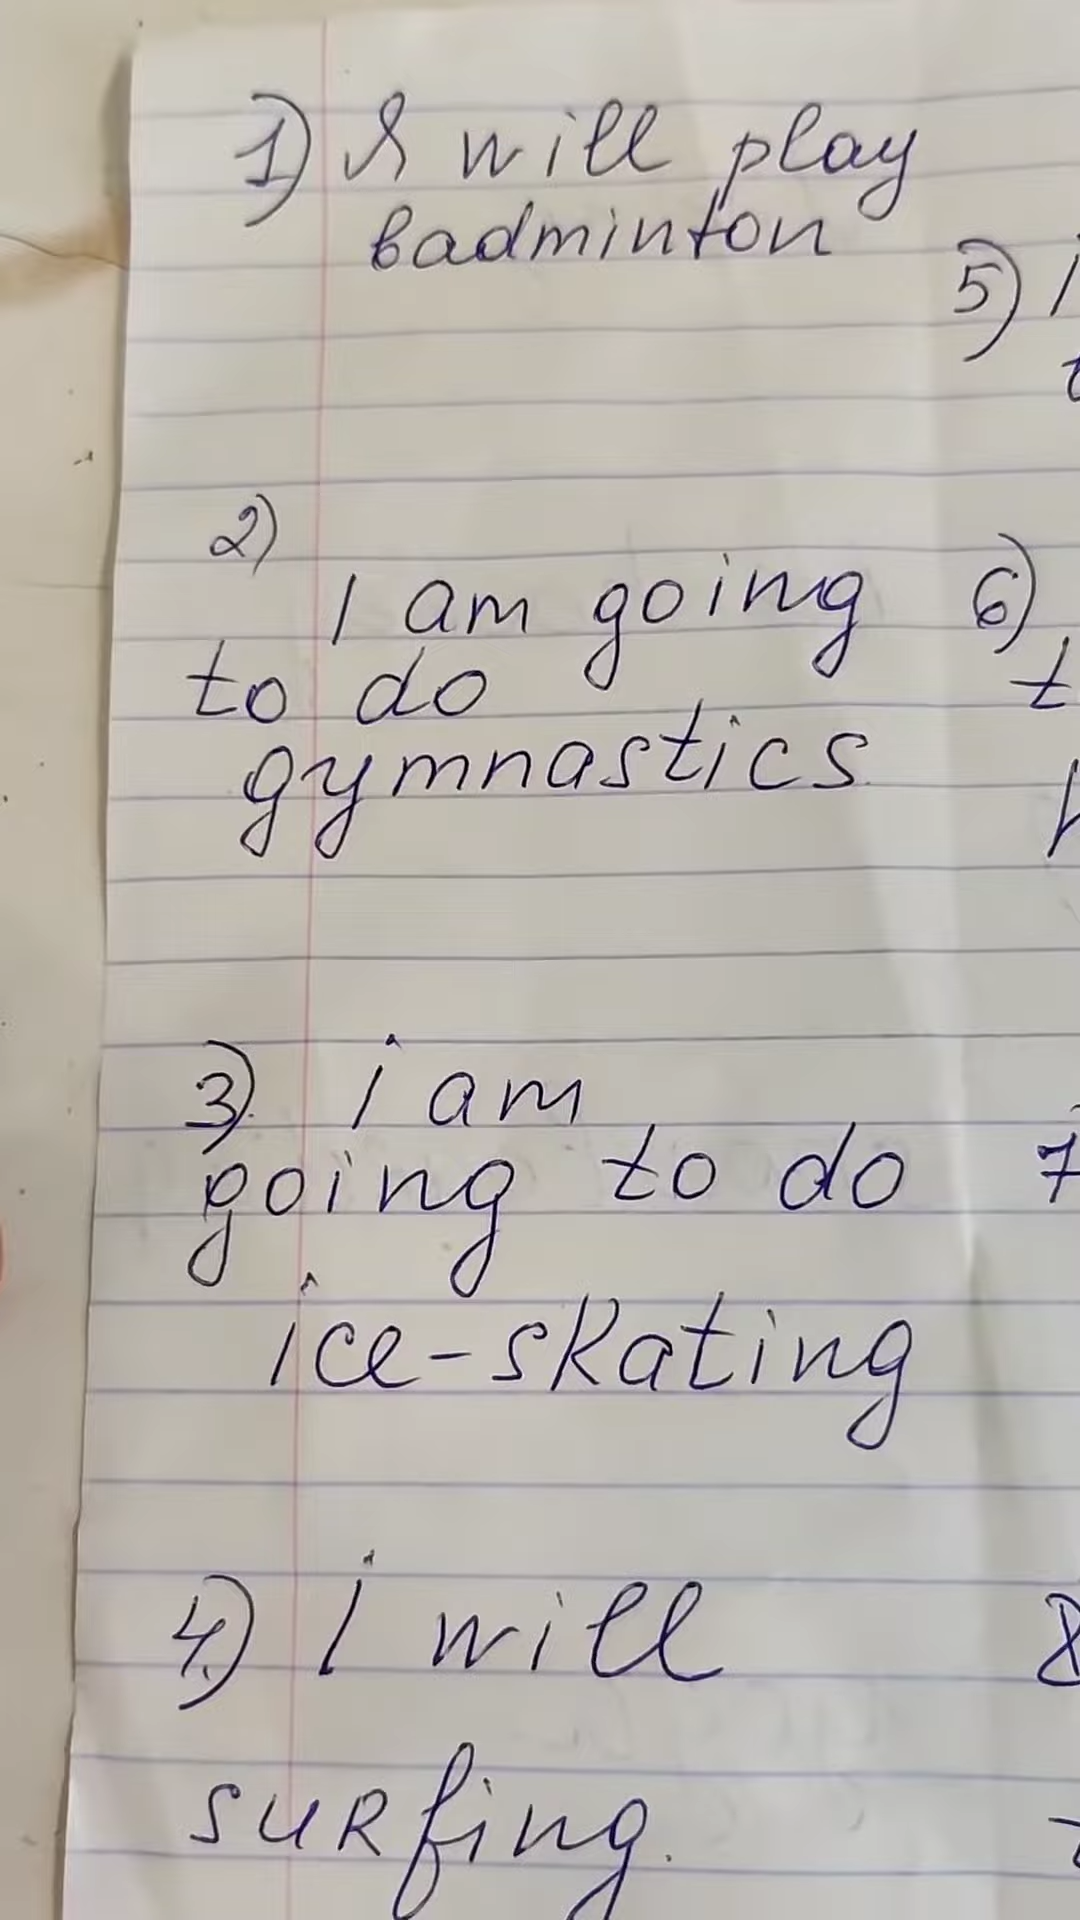 1) I will play
badminton
2)
I am going
to do
gymnastics
3) i am
going to do
ice-skating
4.) i will
surfing.
5)
6)
7
8